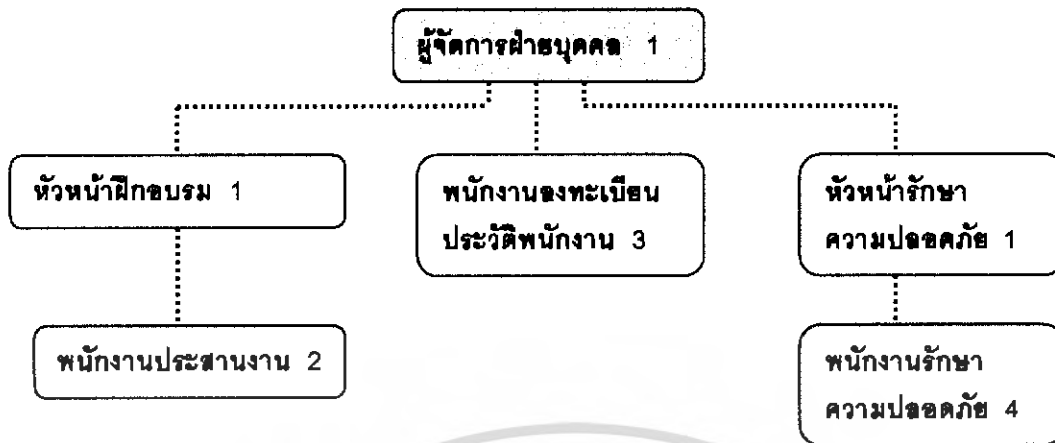 ผู้จัดการฝ่ายบุคคล 1
หัวหน้าฝึกอบรม 1
พนักงานลงทะเบียน
ประวัติพนักงาน 3
หัวหน้ารักษา
ความปลอดภัย 1
พนักงานประสานงาน 2
พนักงานรักษา
ความปลอดภัย 4